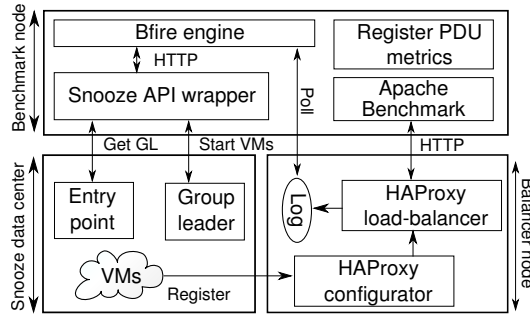 Benchmark node
Bfire engine
Register PDU
metrics
HTTP
Snooze API wrapper
Apache
Benchmark
Poll
Get GL
Start VMs
HTTP
Snooze data center
Entry
point
Group
leader
Log
HAProxy
load-balancer
Balancer node
VMs
Register
HAProxy
configurator